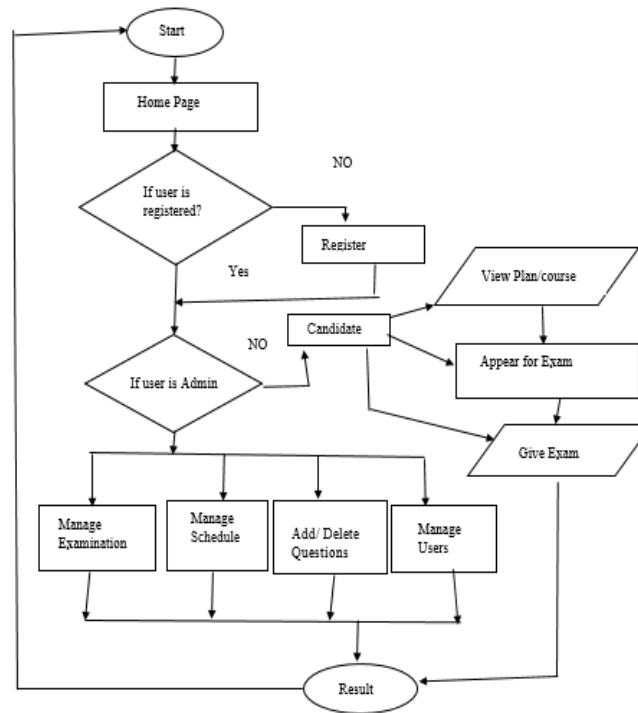 Start
Home Page
NO
If user is
registered?
Register
Yes
View Plan/course
Candidate
NO
Appear for Exam
If user is Admin
Give Exam
Manage
Examination
Manage
Schedule
Add/ Delete
Questions
Manage
Users
Result